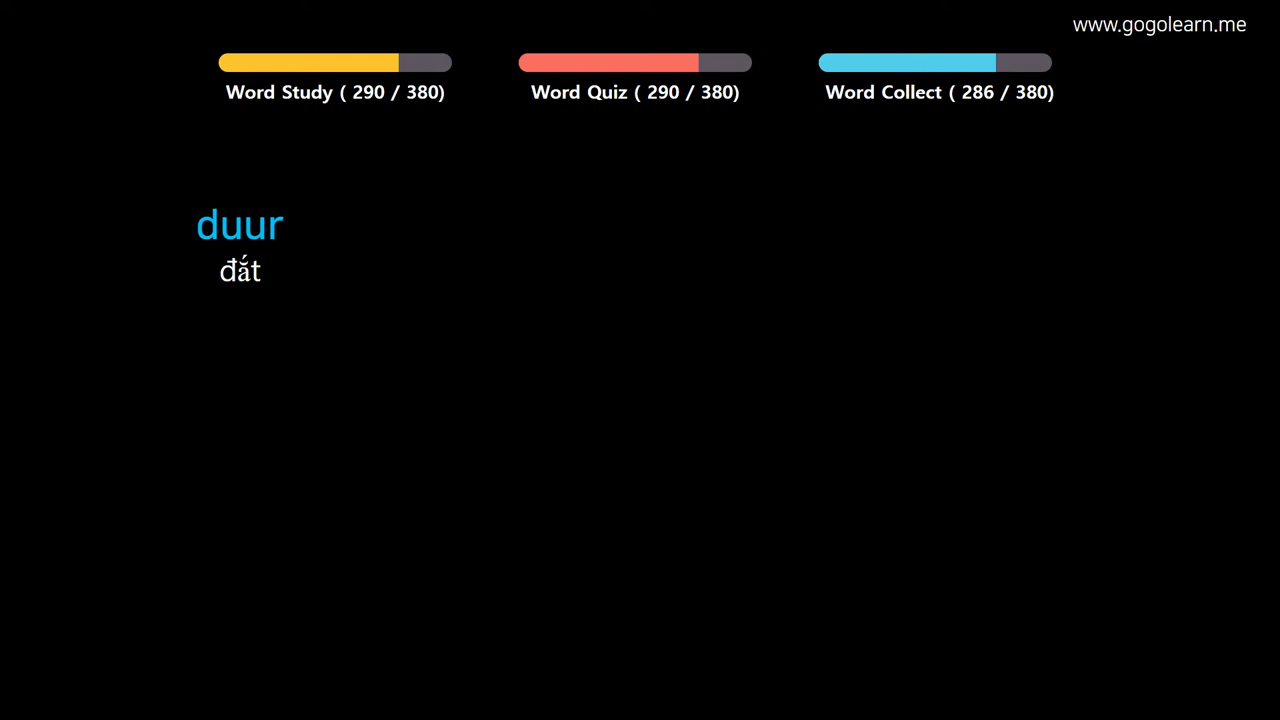 www.gogolearn.me
Word Study ( 290 / 380)
Word Quiz ( 290 / 380)
Word Collect ( 286 / 380)
duur
đắt